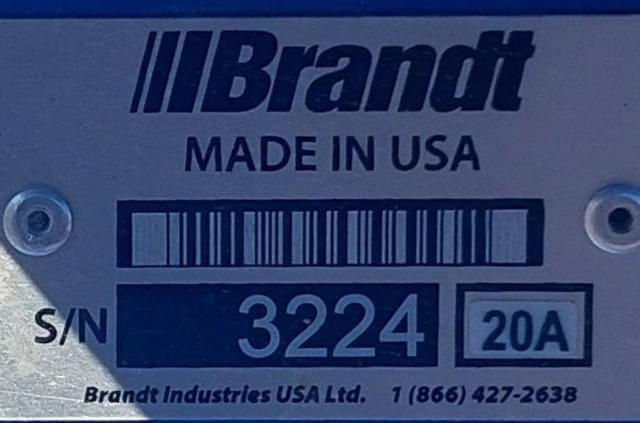 Brandt
MADE IN USA
S/N 3224 20A
Brandt Industries USA Ltd. 1 (866) 427-2638